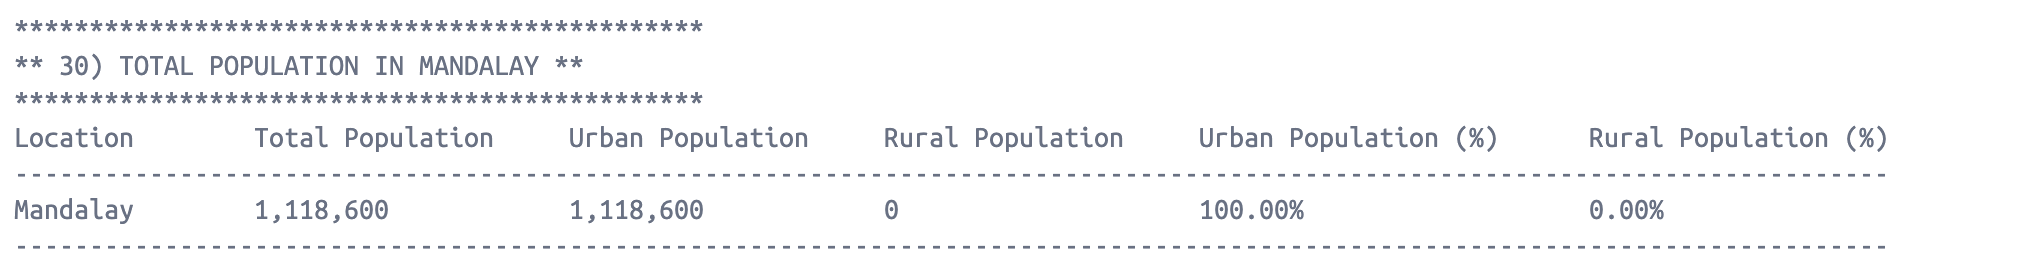 **********************************************
** 30) TOTAL POPULATION IN MANDALAY **
**********************************************
Location        Total Population     Urban Population     Rural Population     Urban Population (%)      Rural Population (%)
-----------------------------------------------------------------------------------------------------------------------------
Mandalay        1,118,600            1,118,600            0                    100.00%                   0.00%
-----------------------------------------------------------------------------------------------------------------------------